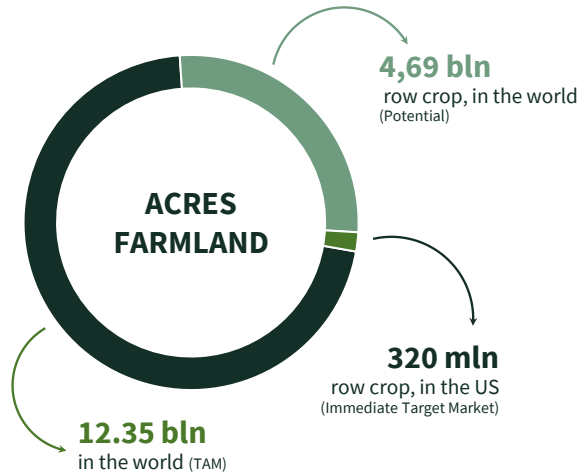 4,69 bln
row crop, in the world
(Potential)
ACRES
FARMLAND
320 mln
row crop, in the US
(Immediate Target Market)
12.35 bln
in the world (TAM)